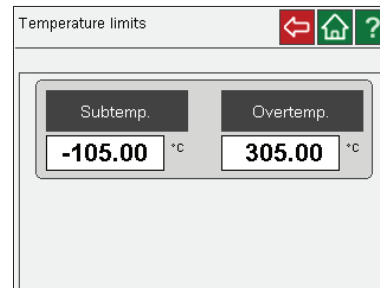 Temperature limits
?
Subtemp. Overtemp.
-105.00 °C 305.00 °C